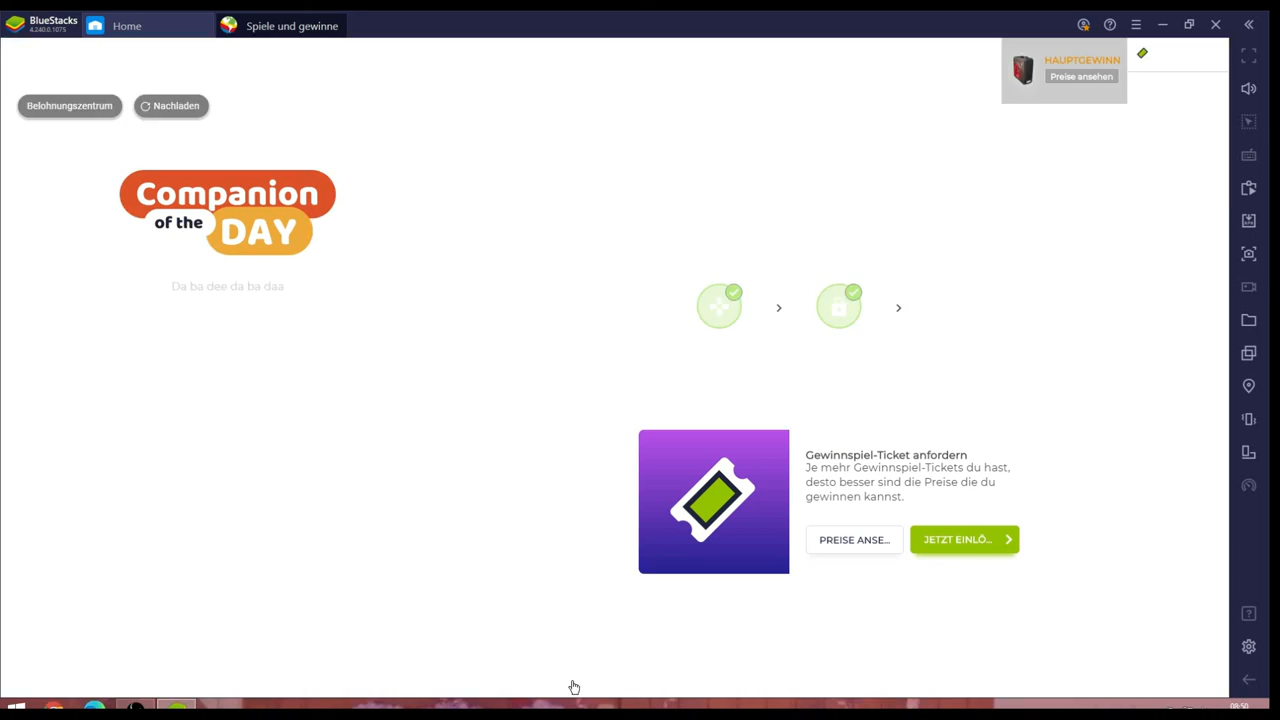 BlueStacks
4.240.0.1075
Home
Spiele und gewinne
HAUPTGEWINN
Preise ansehen
Belohnungszentrum
Nachladen
Companion
of the DAY
Da ba dee da ba daa
Gewinnspiel-Ticket anfordern
Je mehr Gewinnspiel-Tickets du hast,
desto besser sind die Preise die du
gewinnen kannst.
PREISE ANSE...
JETZT EINLÖ...
08:50